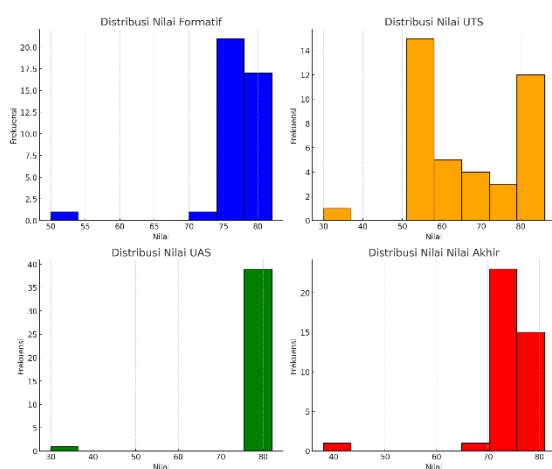 Distribusi Nilai Formatif
20.0
17.5
15.0
12.5
10.0
7.5
5.0
2.5
0.0
Frekuensi
50 55 60 65 70 75 80
Nilai
Distribusi Nilai UTS
14
12
10
8
6
4
2
0
Frekuensi
30 40 50 60 70 80
Nilai
Distribusi Nilai UAS
40
35
30
25
20
15
10
5
0
Frekuensi
30 40 50 60 70 80
Nilai
Distribusi Nilai Nilai Akhir
20
15
10
5
0
Frekuensi
40 50 60 70 80
Nilai